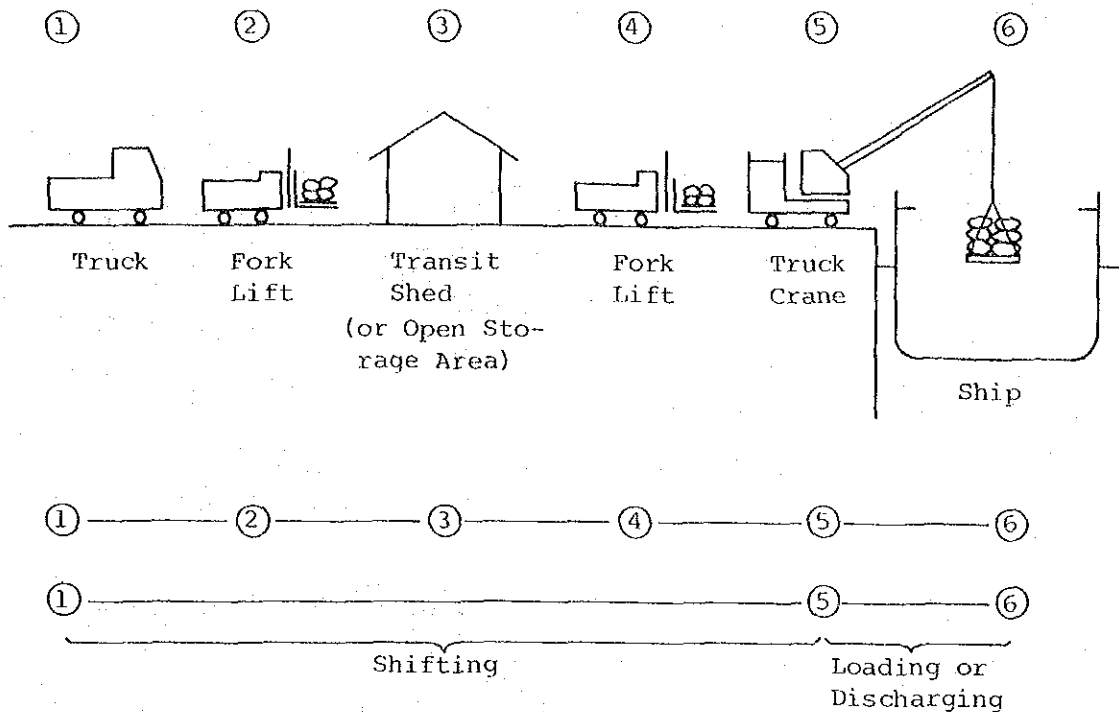 ① ② ③ ④ ⑤ ⑥
Truck Fork Transit Fork Truck
Lift Shed Lift Crane
(or Open Sto-
rage Area)
Ship
① ② ③ ④ ⑤ ⑥
① ⑤ ⑥
Shifting Loading or
Discharging